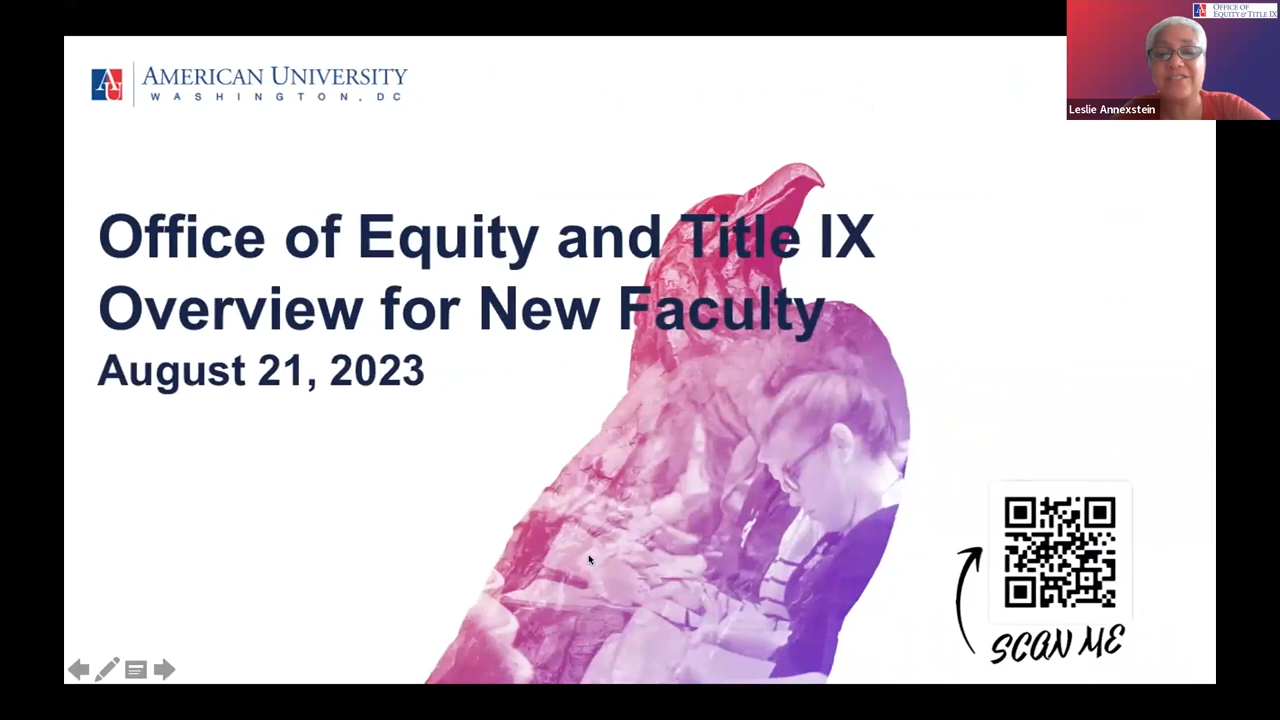 AMERICAN UNIVERSITY
WASHINGTON, DC
Office of Equity and Title IX
Overview for New Faculty
August 21, 2023
SCAN ME
OFFICE OF
EQUITY & TITLE IX
Leslie Annexstein